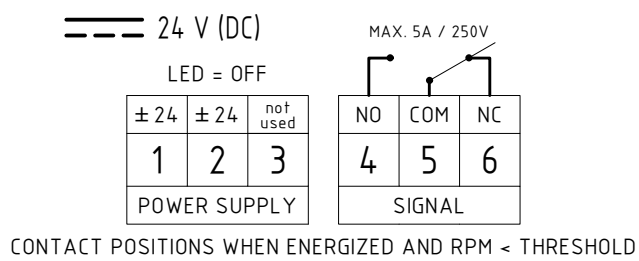 24 V (DC)
MAX. 5A / 250V
LED = OFF
±24 ±24 not used
NO COM NC
1 2 3
4 5 6
POWER SUPPLY
SIGNAL
CONTACT POSITIONS WHEN ENERGIZED AND RPM < THRESHOLD